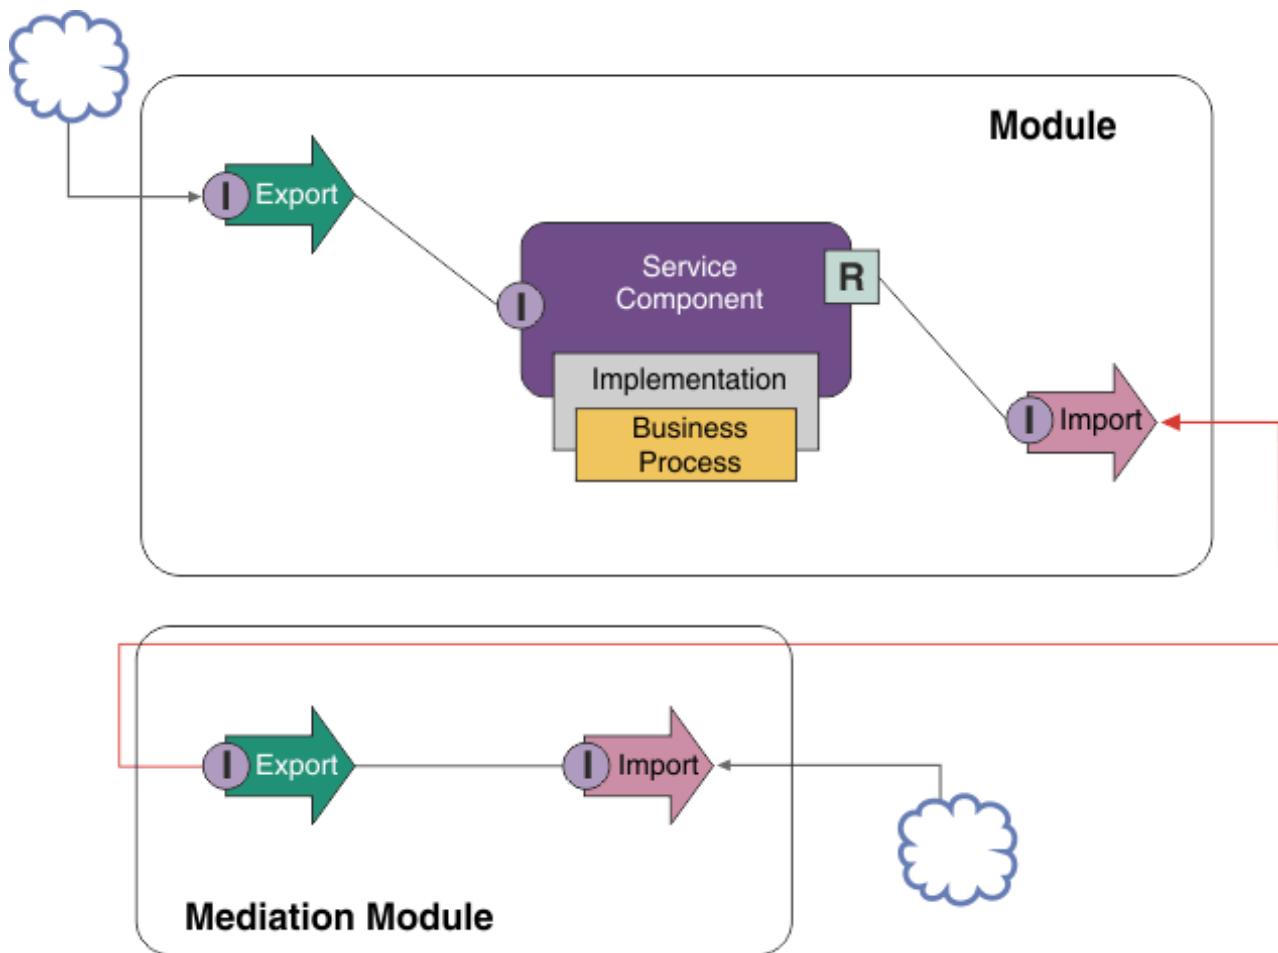 Module
I Export
Service
Component
R
I
Implementation
Business
Process
I Import
I Export
I Import
Mediation Module